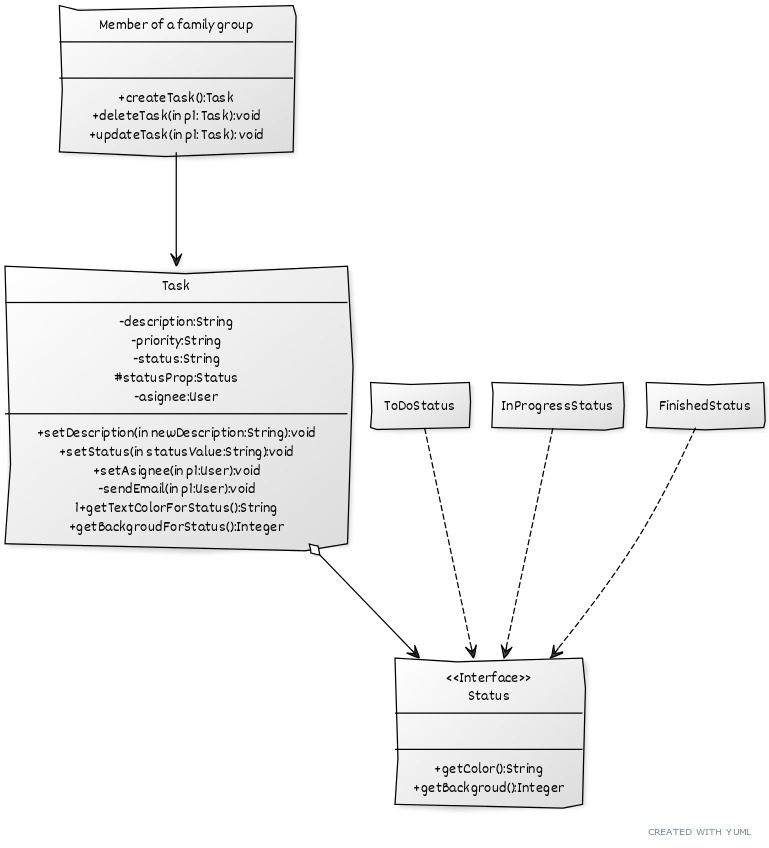 Member of a family group
+createTask():Task
+deleteTask(in p1: Task):void
+updateTask(in p1: Task): void
Task
-description:String
-priority:String
-status:String
#statusProp:Status
-asignee:User
+setDescription(in newDescription:String):void
+setStatus(in statusValue:String):void
+setAsignee(in p1:User):void
-sendEmail(in p1:User):void
1+getTextColorForStatus():String
+getBackgroudForStatus():Integer
ToDoStatus
InProgressStatus
FinishedStatus
<<Interface>>
Status
+getColor():String
+getBackgroud():Integer
CREATED WITH YUML